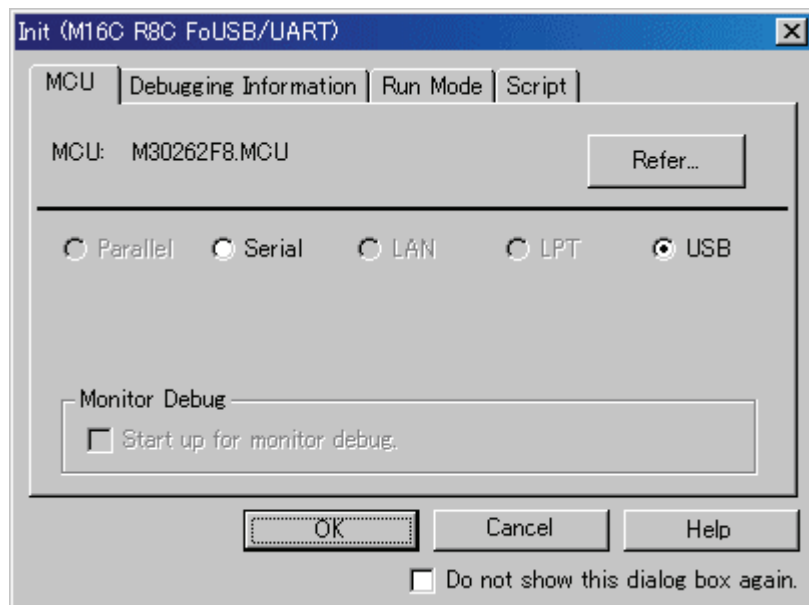 Init (M16C R8C FoUSB/UART)
MCU Debugging Information Run Mode Script
MCU: M30262F8.MCU Refer...
Parallel Serial LAN LPT USB
Monitor Debug
Start up for monitor debug.
OK Cancel Help
Do not show this dialog box again.